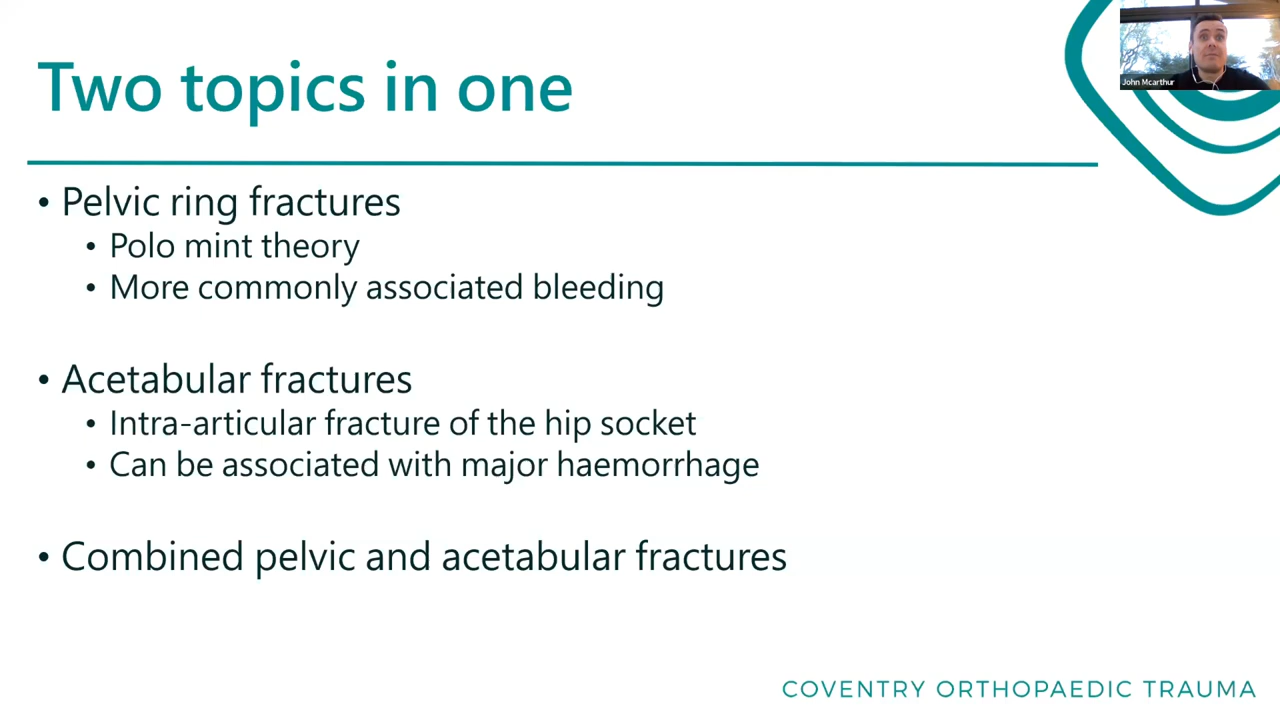 Two topics in one
John Mcarthur
• Pelvic ring fractures
• Polo mint theory
• More commonly associated bleeding
• Acetabular fractures
• Intra-articular fracture of the hip socket
• Can be associated with major haemorrhage
• Combined pelvic and acetabular fractures
COVENTRY ORTHOPAEDIC TRAUMA